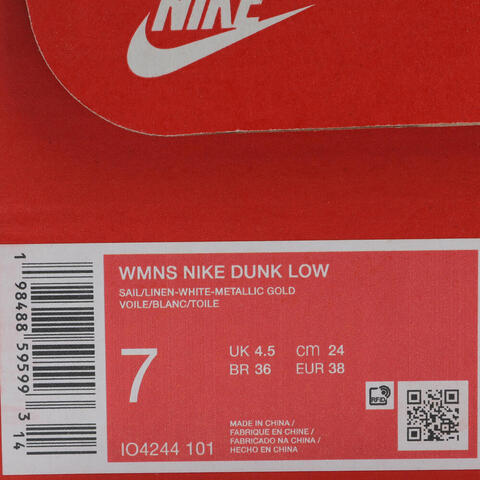 NIKE
WMNS NIKE DUNK LOW
SAIL/LINEN-WHITE-METALLIC GOLD
VOILE/BLANC/TOILE
7
UK 4.5 cm 24
BR 36 EUR 38
RFID
IO4244 101
MADE IN CHINA /
FABRIQUE EN CHINE /
FABRICADO NA CHINA /
HECHO EN CHINA
1 98488 59599 3 14